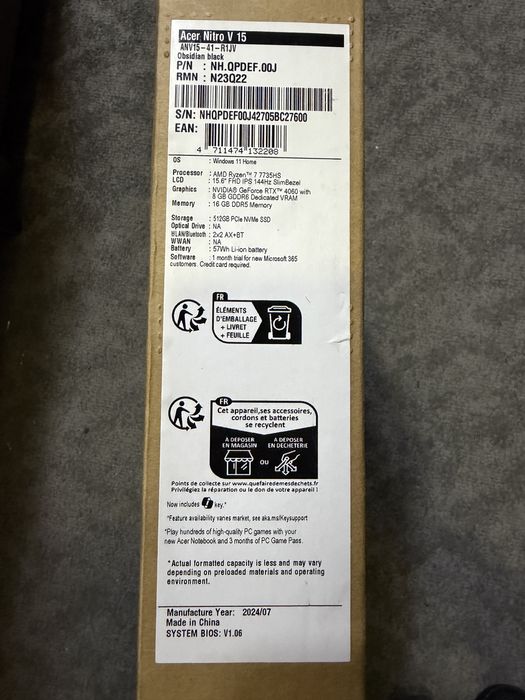 Acer Nitro V 15
ANV15-41-R1JV
Obsidian black
P/N : NH.QPDEF.00J
RMN : N23Q22
S/N: NHQPDEF00J42705BC27600
EAN:
4 711474 132208
OS : Windows 11 Home
Processor : AMD Ryzen™ 7 7735HS
LCD : 15.6" FHD IPS 144Hz SlimBezel
Graphics : NVIDIA® GeForce RTX™ 4060 with
8 GB GDDR6 Dedicated VRAM
Memory : 16 GB DDR5 Memory
Storage : 512GB PCIe NVMe SSD
Optical Drive : NA
WLAN/Bluetooth : 2x2 AX+BT
WWAN : NA
Battery : 57Wh Li-ion battery
Software : 1 month trial for new Microsoft 365
customers. Credit card required.
FR
ÉLÉMENTS
D'EMBALLAGE
+ LIVRET
+ FEUILLE
FR
Cet appareil,ses accessoires,
cordons et batteries
se recyclent
À DÉPOSER
EN MAGASIN
OU
À DÉPOSER
EN DÉCHÈTERIE
Points de collecte sur www.quefairedemesdechets.fr
Privilégiez la réparation ou le don de votre appareil !
Now includes key.*
*Feature availability varies market, see aka.ms/Keysupport
*Play hundreds of high-quality PC games with your
new Acer Notebook and 3 months of PC Game Pass.
*Actual formatted capacity is less and may vary
depending on preloaded materials and operating
environment.
Manufacture Year: 2024/07
Made in China
SYSTEM BIOS: V1.06